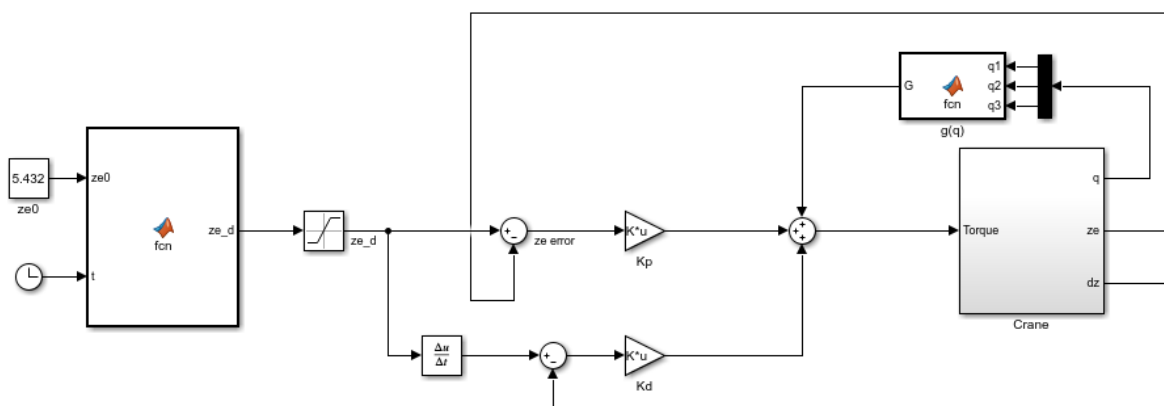 G
fcn
q1
q2
q3
g(q)
5.432
ze0
ze0
t
fcn
ze_d
ze_d
+
−
ze error
K*u
Kp
+
+
+
Torque
q
ze
dz
Crane
Δu
Δt
+
−
K*u
Kd